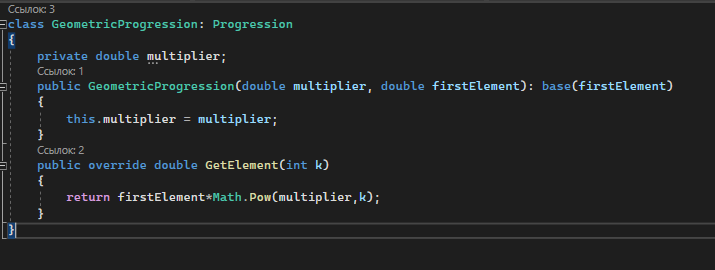 Ссылок: 3
class GeometricProgression: Progression
{
private double multiplier;
Ссылок: 1
public GeometricProgression(double multiplier, double firstElement): base(firstElement)
{
this.multiplier = multiplier;
}
Ссылок: 2
public override double GetElement(int k)
{
return firstElement*Math.Pow(multiplier,k);
}
}